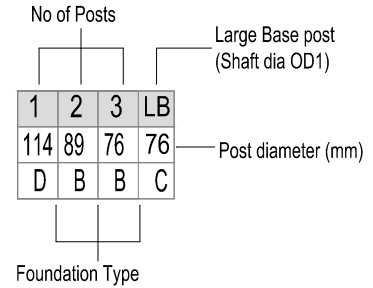 No of Posts
Large Base post
(Shaft dia OD1)
1 2 3 LB
114 89 76 76
Post diameter (mm)
D B B C
Foundation Type